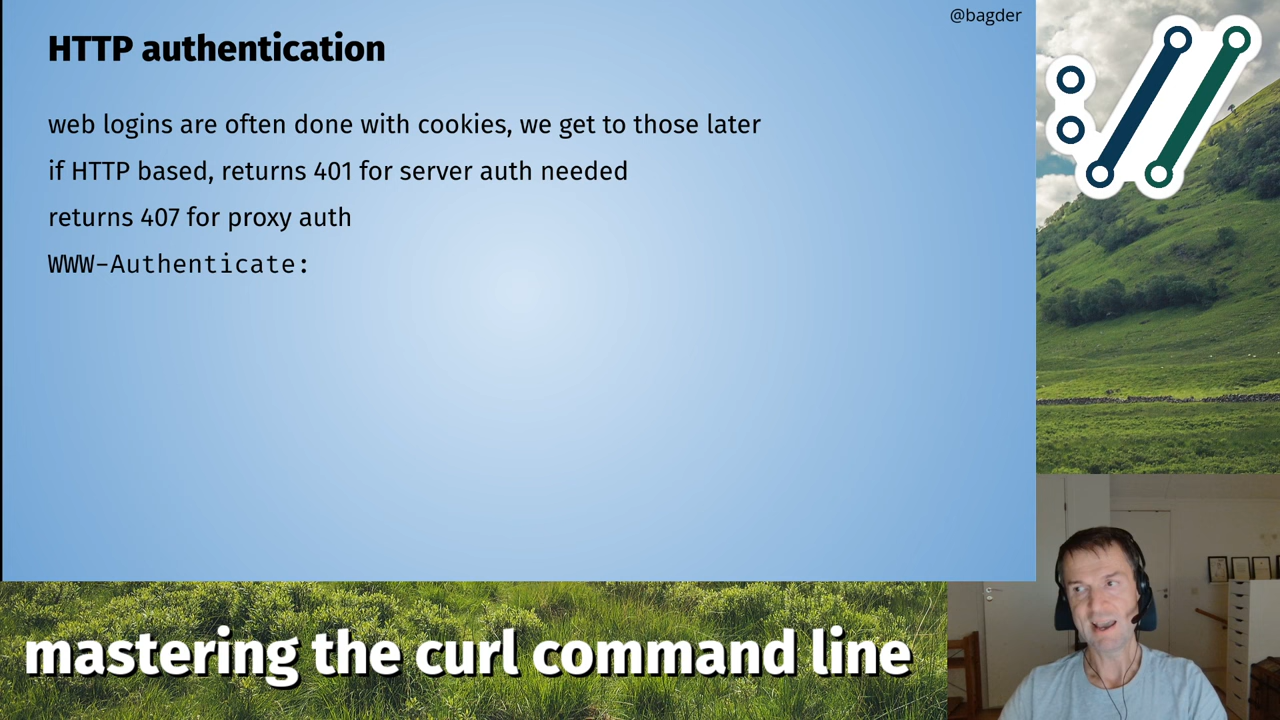 @bagder
HTTP authentication
web logins are often done with cookies, we get to those later
if HTTP based, returns 401 for server auth needed
returns 407 for proxy auth
WWW-Authenticate:
mastering the curl command line